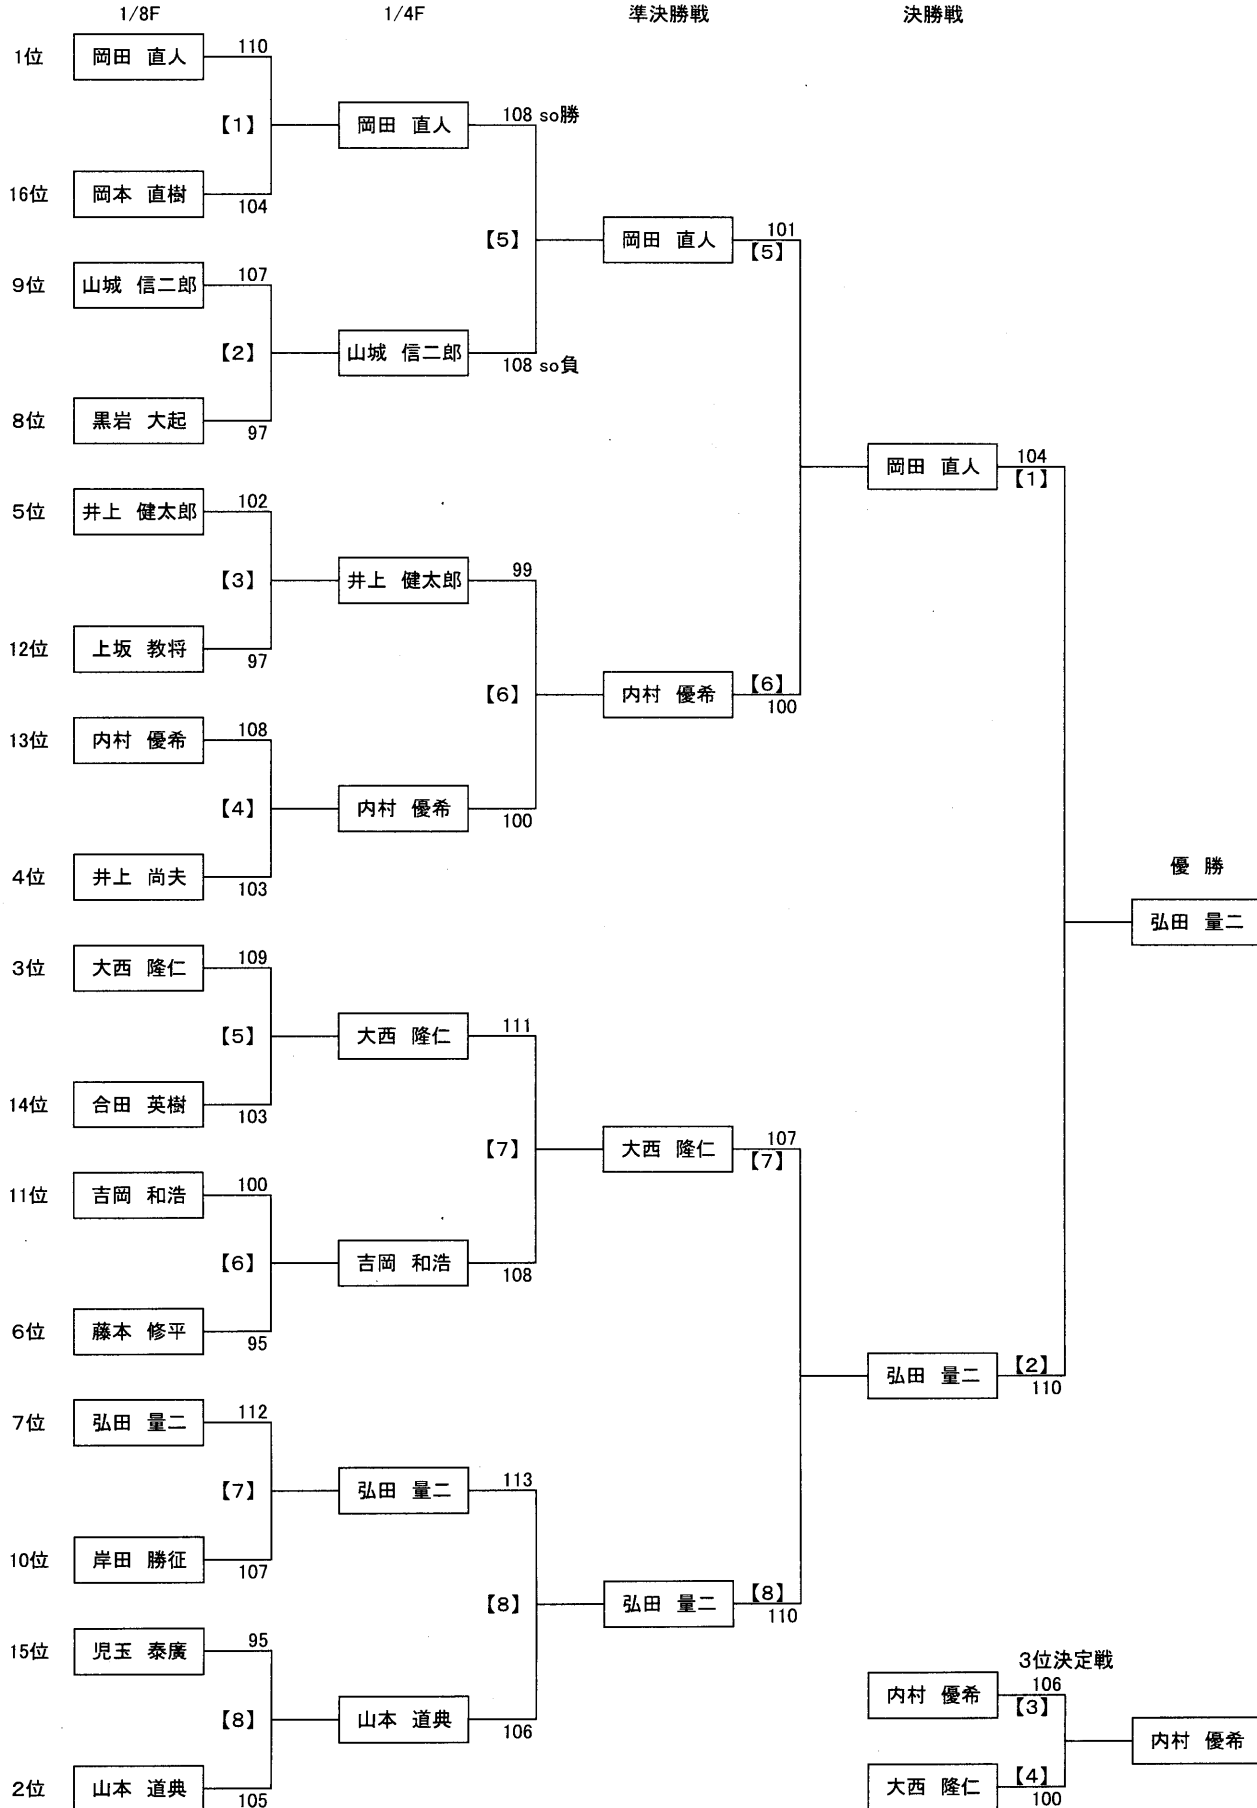 1/8F 1/4F 準決勝戦 決勝戦
1位 岡田 直人 110
【1】 岡田 直人 108 so勝
16位 岡本 直樹 104
【5】 岡田 直人 101 【5】
9位 山城 信二郎 107
【2】 山城 信二郎 108 so負
8位 黒岩 大起 97
岡田 直人 104 【1】
5位 井上 健太郎 102
【3】 井上 健太郎 99
12位 上坂 教将 97
【6】 内村 優希 【6】 100
13位 内村 優希 108
【4】 内村 優希 100
4位 井上 尚夫 103
優 勝
弘田 量二
3位 大西 隆仁 109
【5】 大西 隆仁 111
14位 合田 英樹 103
【7】 大西 隆仁 107 【7】
11位 吉岡 和浩 100
【6】 吉岡 和浩 108
6位 藤本 修平 95
弘田 量二 【2】 110
7位 弘田 量二 112
【7】 弘田 量二 113
10位 岸田 勝征 107
【8】 弘田 量二 【8】 110
15位 児玉 泰廣 95
【8】 山本 道典 106
2位 山本 道典 105
3位決定戦
内村 優希 106 【3】
内村 優希
大西 隆仁 【4】 100